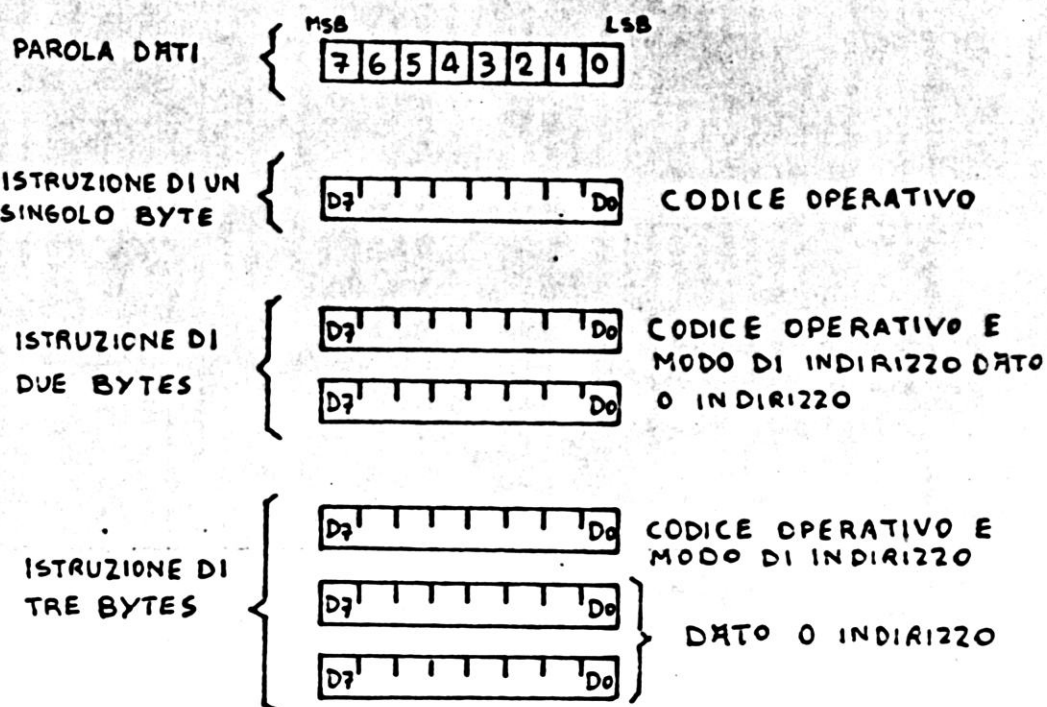 MSB LSB
PAROLA DATI
7 6 5 4 3 2 1 0
ISTRUZIONE DI UN
SINGOLO BYTE
D7 D0
CODICE OPERATIVO
ISTRUZIONE DI
DUE BYTES
D7 D0
D7 D0
CODICE OPERATIVO E
MODO DI INDIRIZZO DATO
O INDIRIZZO
ISTRUZIONE DI
TRE BYTES
D7 D0
CODICE OPERATIVO E
MODO DI INDIRIZZO
D7 D0
D7 D0
DATO O INDIRIZZO